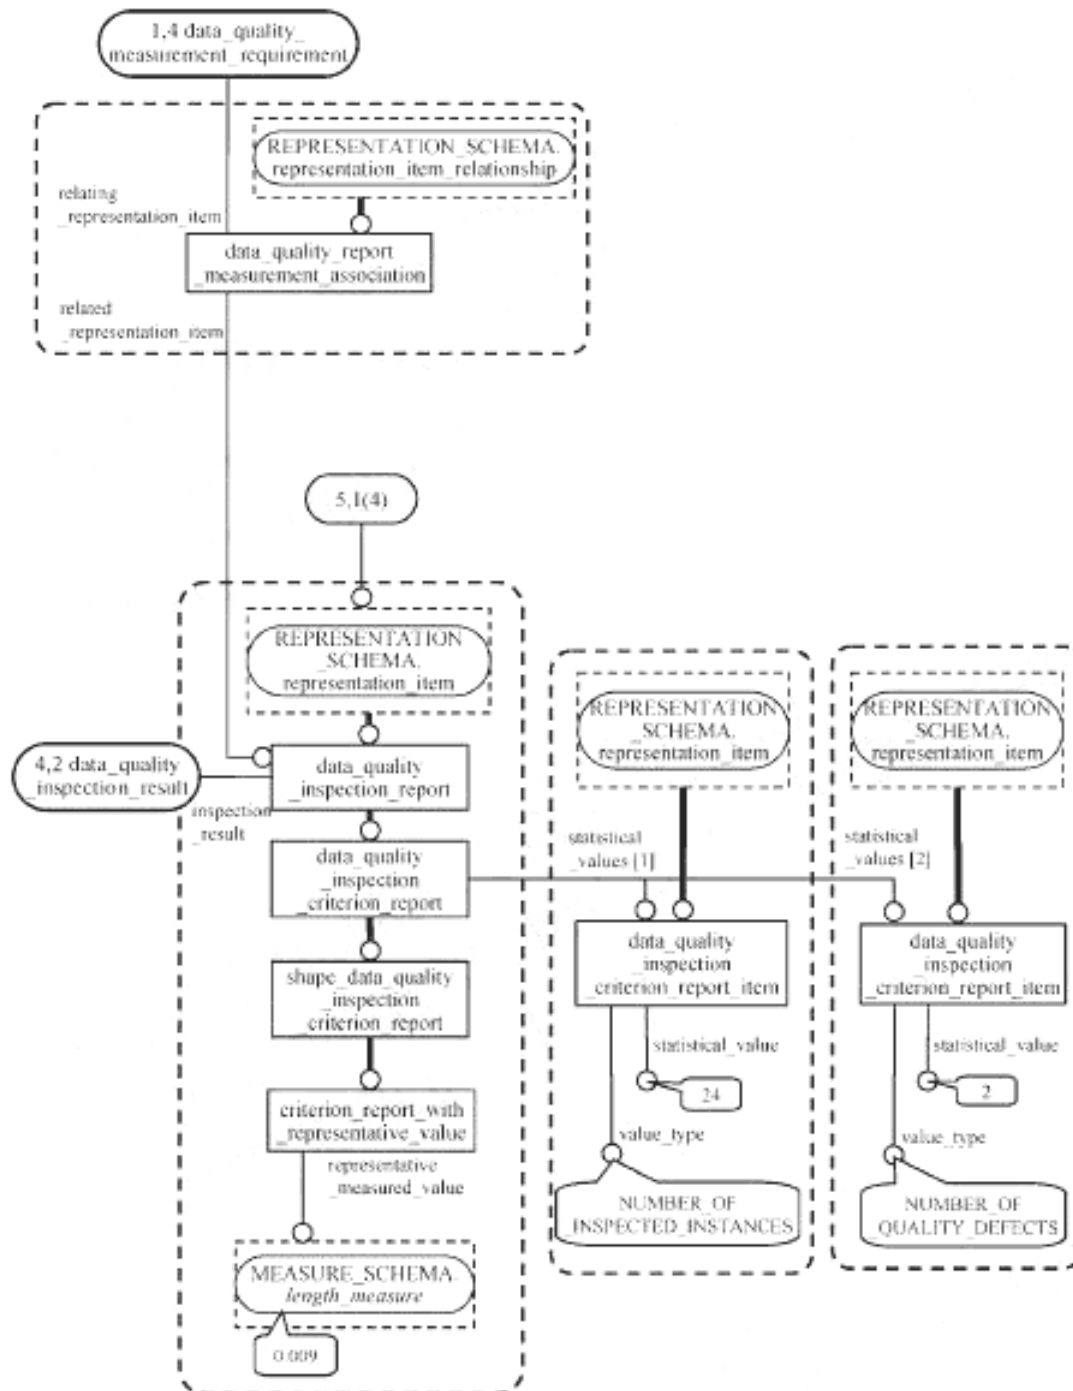 1,4 data_quality_
measurement_requirement
REPRESENTATION_SCHEMA.
representation_item_relationship
relating
_representation_item
data_quality_report
_measurement_association
related
_representation_item
5,1(4)
REPRESENTATION
_SCHEMA.
representation_item
REPRESENTATION
_SCHEMA.
representation_item
REPRESENTATION
_SCHEMA.
representation_item
4,2 data_quality
_inspection_result
data_quality
_inspection_report
inspection
_result
data_quality
_inspection
_criterion_report
statistical
_values [1]
statistical
_values [2]
data_quality
_inspection
_criterion_report_item
data_quality
_inspection
_criterion_report_item
shape_data_quality
_inspection
_criterion_report
statistical_value
24
statistical_value
2
criterion_report_with
_representative_value
value_type
value_type
representative
_measured_value
NUMBER_OF
_INSPECTED_INSTANCES
NUMBER_OF
_QUALITY_DEFECTS
MEASURE_SCHEMA.
length_measure
0.009